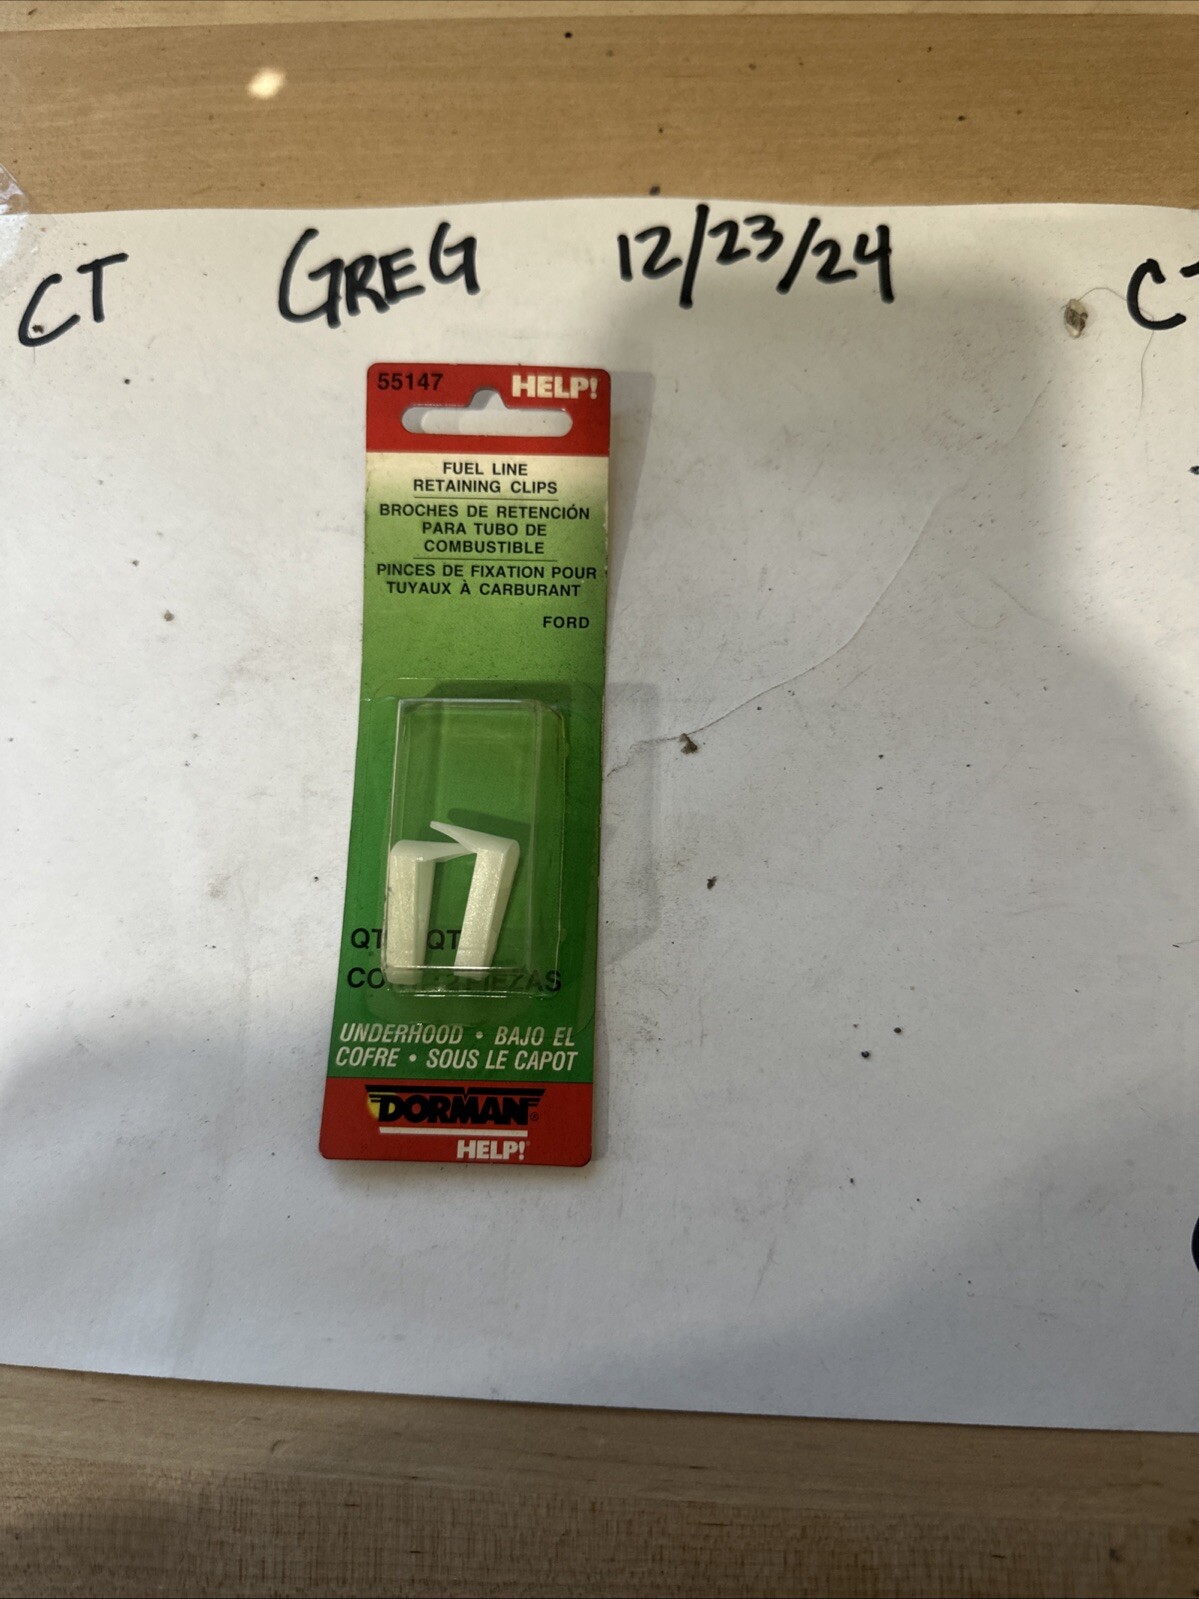 CT GREG 12/23/24 C
55147 HELP!
FUEL LINE
RETAINING CLIPS
BROCHES DE RETENCIÓN
PARA TUBO DE
COMBUSTIBLE
PINCES DE FIXATION POUR
TUYAUX À CARBURANT
FORD
UNDERHOOD • BAJO EL
COFRE • SOUS LE CAPOT
DORMAN®
HELP!